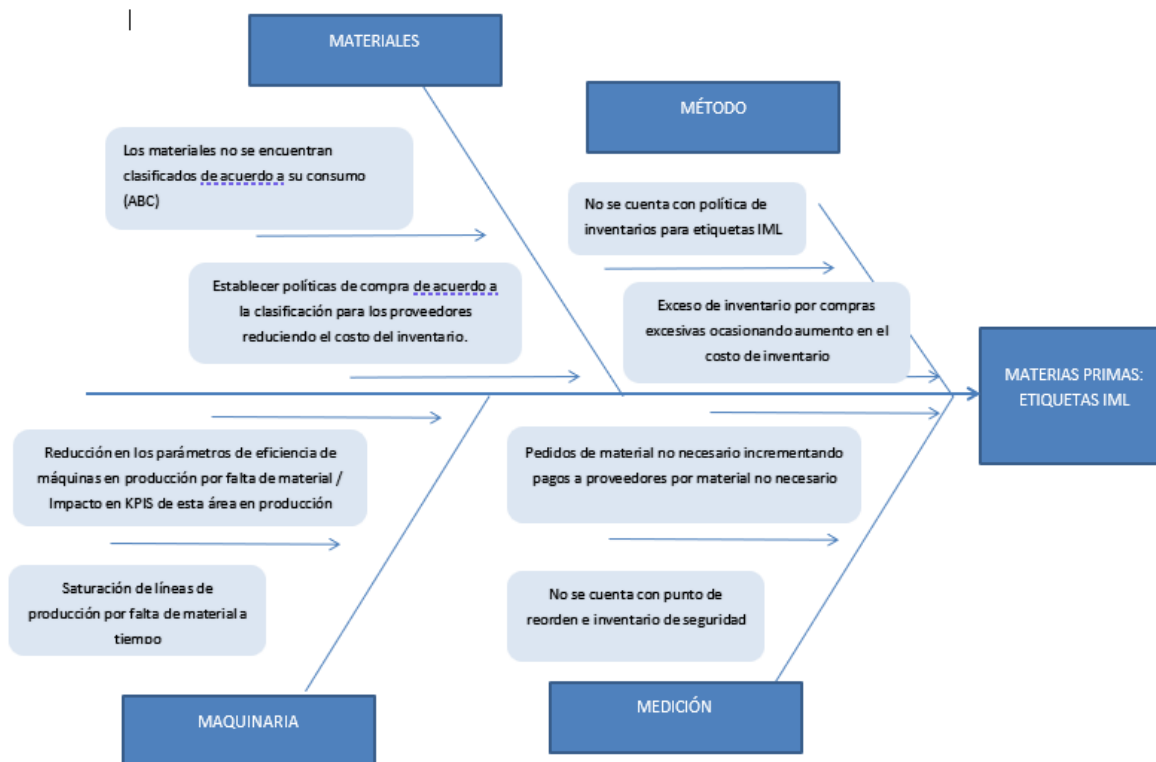 MATERIALES
MÉTODO
Los materiales no se encuentran
clasificados de acuerdo a su consumo
(ABC)
No se cuenta con política de
inventarios para etiquetas IML
Establecer políticas de compra de acuerdo a
la clasificación para los proveedores
reduciendo el costo del inventario.
Exceso de inventario por compras
excesivas ocasionando aumento en el
costo de inventario
MATERIAS PRIMAS:
ETIQUETAS IML
Reducción en los parámetros de eficiencia de
máquinas en producción por falta de material /
Impacto en KPIS de esta área en producción
Pedidos de material no necesario incrementando
pagos a proveedores por material no necesario
Saturación de líneas de
producción por falta de material a
tiempo
No se cuenta con punto de
reorden e inventario de seguridad
MAQUINARIA
MEDICIÓN